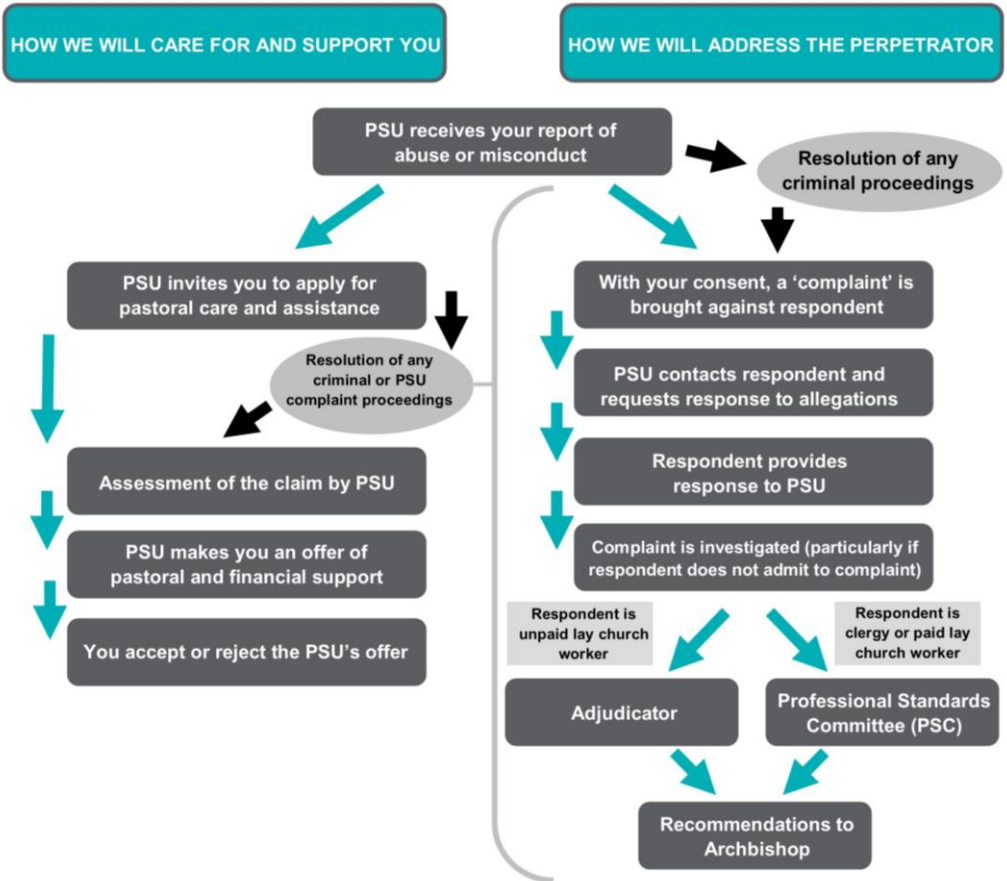 HOW WE WILL CARE FOR AND SUPPORT YOU
HOW WE WILL ADDRESS THE PERPETRATOR
PSU receives your report of
abuse or misconduct
Resolution of any
criminal proceedings
PSU invites you to apply for
pastoral care and assistance
Resolution of any
criminal or PSU
complaint proceedings
Assessment of the claim by PSU
PSU makes you an offer of
pastoral and financial support
You accept or reject the PSU's offer
With your consent, a ‘complaint’ is
brought against respondent
PSU contacts respondent and
requests response to allegations
Respondent provides
response to PSU
Complaint is investigated (particularly if
respondent does not admit to complaint)
Respondent is
unpaid lay church
worker
Respondent is
clergy or paid lay
church worker
Adjudicator
Professional Standards
Committee (PSC)
Recommendations to
Archbishop